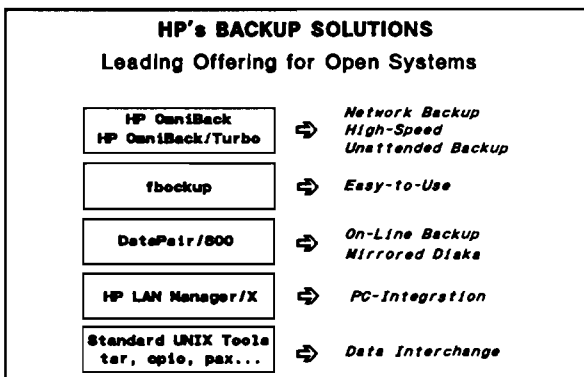 HP's BACKUP SOLUTIONS
Leading Offering for Open Systems
HP OmniBack
HP OmniBack/Turbo
Network Backup
High-Speed
Unattended Backup
fbackup
Easy-to-Use
DataPair/800
On-Line Backup
Mirrored Disks
HP LAN Manager/X
PC-Integration
Standard UNIX Tools
tar, cpio, pax...
Data Interchange